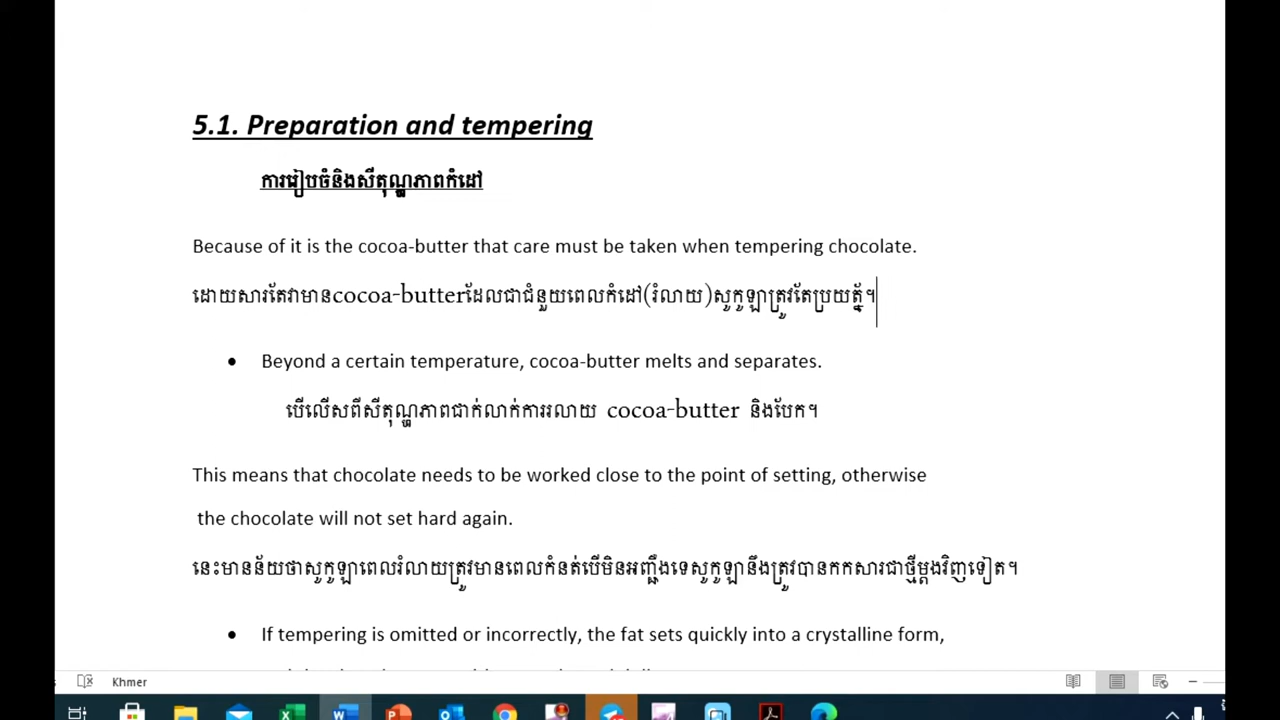 5.1. Preparation and tempering
ការរៀបចំនិងសីតុណ្ហភាពកំដៅ
Because of it is the cocoa-butter that care must be taken when tempering chocolate.
ដោយសារតែវាមានcocoa-butterដែលជាជំនួយពេលកំដៅ(រំលាយ)សូកូឡាត្រូវតែប្រយត្ន័។
• Beyond a certain temperature, cocoa-butter melts and separates.
បើលើសពីសីតុណ្ហភាពជាក់លាក់ការរលាយ cocoa-butter និងបែក។
This means that chocolate needs to be worked close to the point of setting, otherwise
the chocolate will not set hard again.
នេះមានន័យថាសូកូឡាពេលរំលាយត្រូវមានពេលកំនត់បើមិនអញ្ជឹងទេសូកូឡានឹងត្រូវបានកកសារជាថ្មីម្តងវិញទៀត។
• If tempering is omitted or incorrectly, the fat sets quickly into a crystalline form,
Khmer